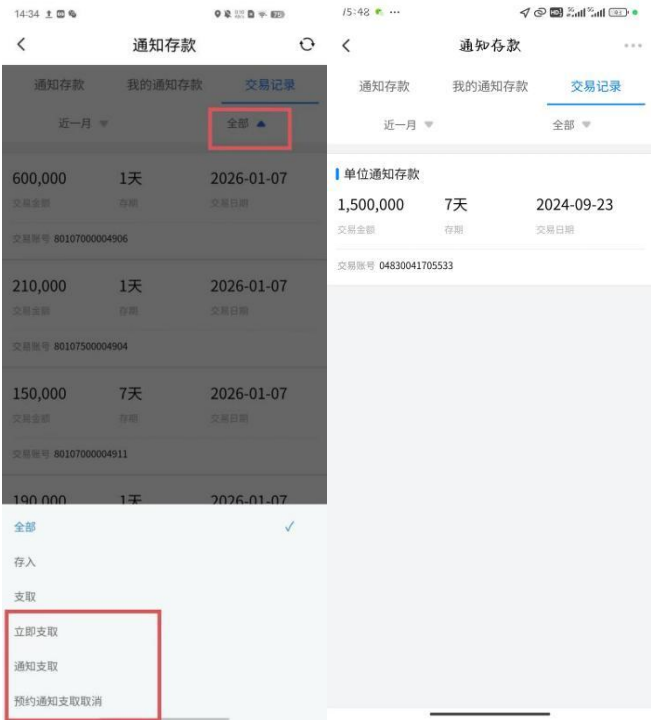 14:34
通知存款
通知存款 我的通知存款 交易记录
近一月 全部
600,000 1天 2026-01-07
交易金额 存期 交易日期
交易账号 80107000004906
210,000 1天 2026-01-07
交易金额 存期 交易日期
交易账号 80107500004904
150,000 7天 2026-01-07
交易金额 存期 交易日期
交易账号 80107000004911
190,000 1天 2026-01-07
全部
存入
支取
立即支取
通知支取
预约通知支取取消
15:48
通知存款
通知存款 我的通知存款 交易记录
近一月 全部
单位通知存款
1,500,000 7天 2024-09-23
交易金额 存期 交易日期
交易账号 04830041705533